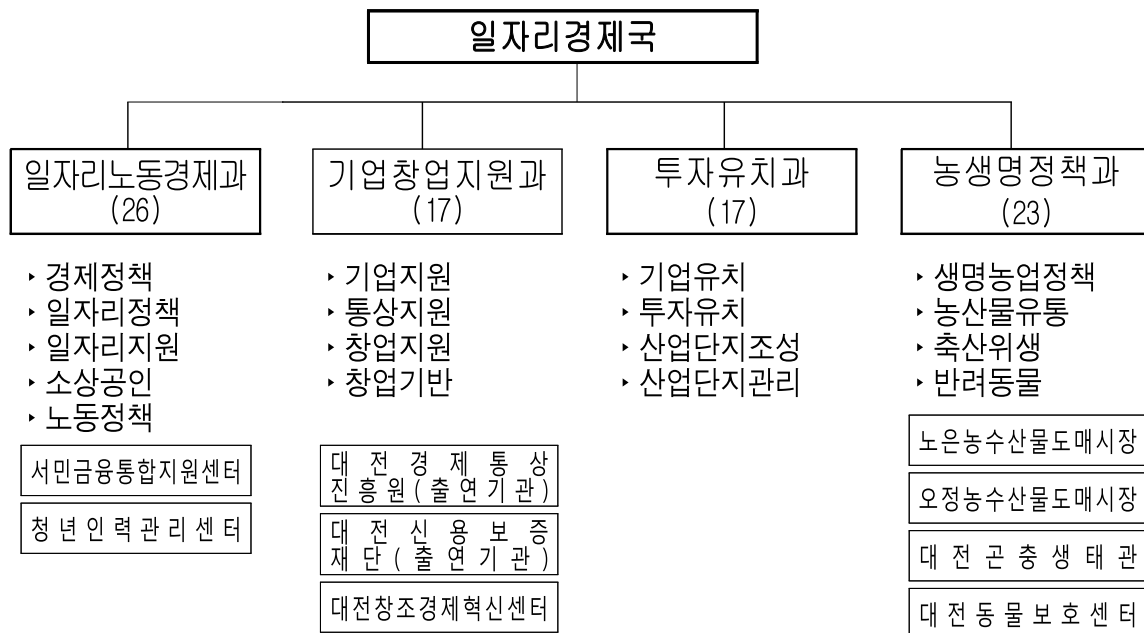 일자리경제국
일자리노동경제과
(26)
▸ 경제정책
▸ 일자리정책
▸ 일자리지원
▸ 소상공인
▸ 노동정책
서민금융통합지원센터
청년인력관리센터
기업창업지원과
(17)
▸ 기업지원
▸ 통상지원
▸ 창업지원
▸ 창업기반
대전경제통상
진흥원(출연기관)
대전신용보증
재단(출연기관)
대전창조경제혁신센터
투자유치과
(17)
▸ 기업유치
▸ 투자유치
▸ 산업단지조성
▸ 산업단지관리
농생명정책과
(23)
▸ 생명농업정책
▸ 농산물유통
▸ 축산위생
▸ 반려동물
노은농수산물도매시장
오정농수산물도매시장
대전곤충생태관
대전동물보호센터